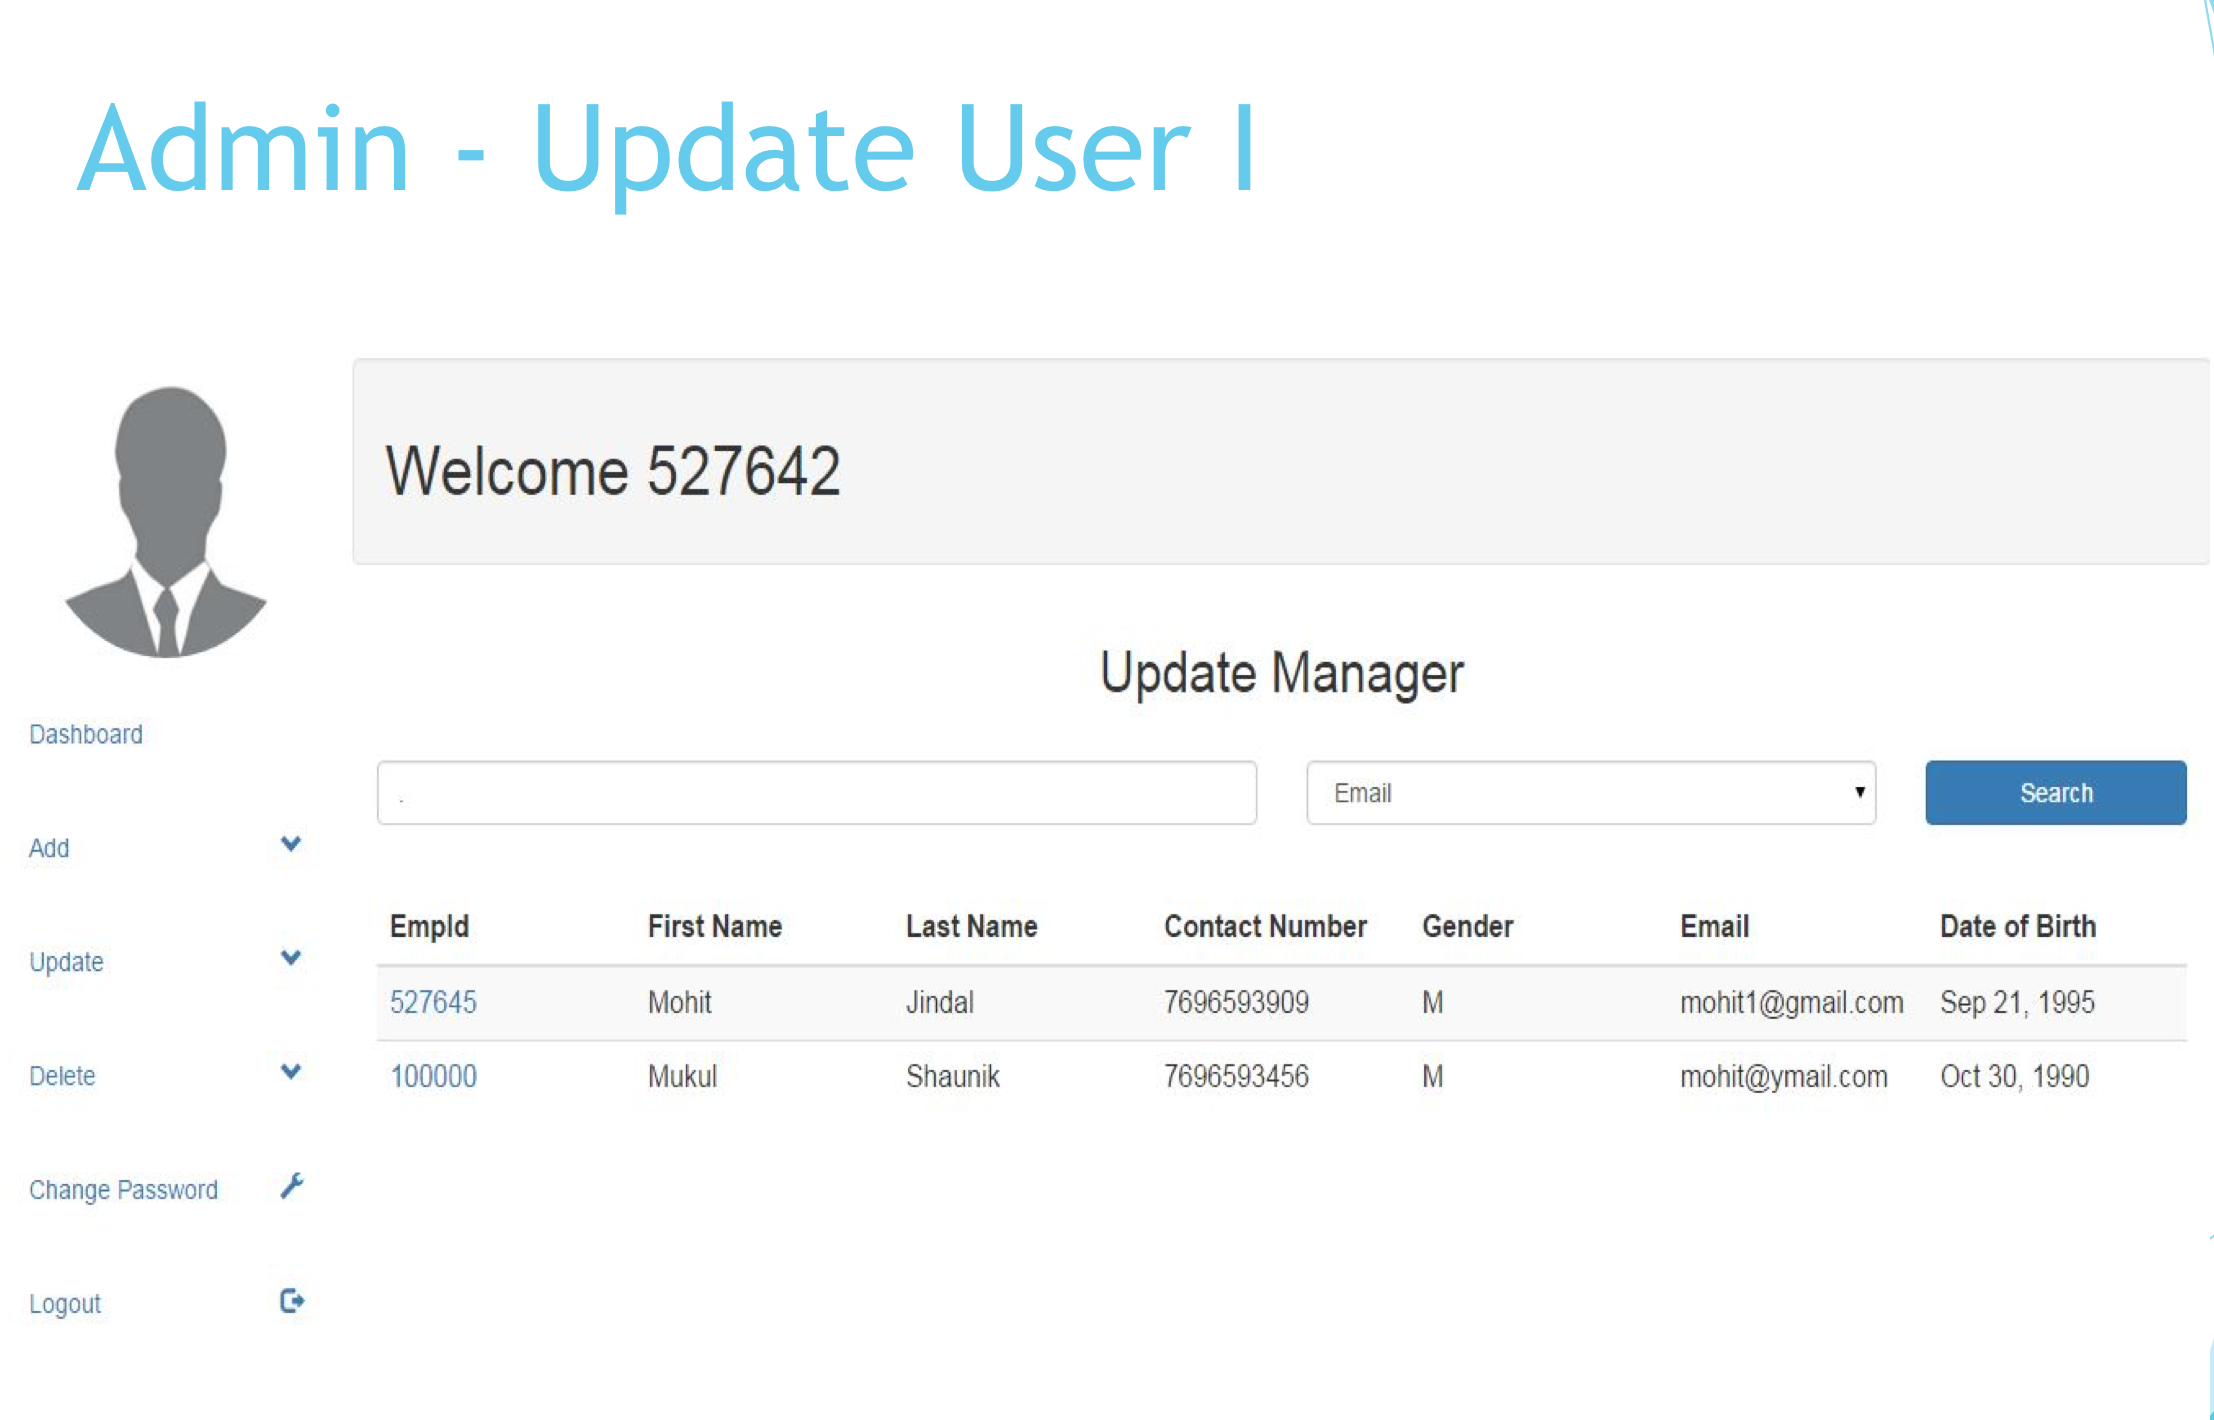 Admin - Update User I
Welcome 527642
Update Manager
Dashboard
. Email Search
Add
EmpId First Name Last Name Contact Number Gender Email Date of Birth
Update
527645 Mohit Jindal 7696593909 M mohit1@gmail.com Sep 21, 1995
Delete
100000 Mukul Shaunik 7696593456 M mohit@ymail.com Oct 30, 1990
Change Password
Logout